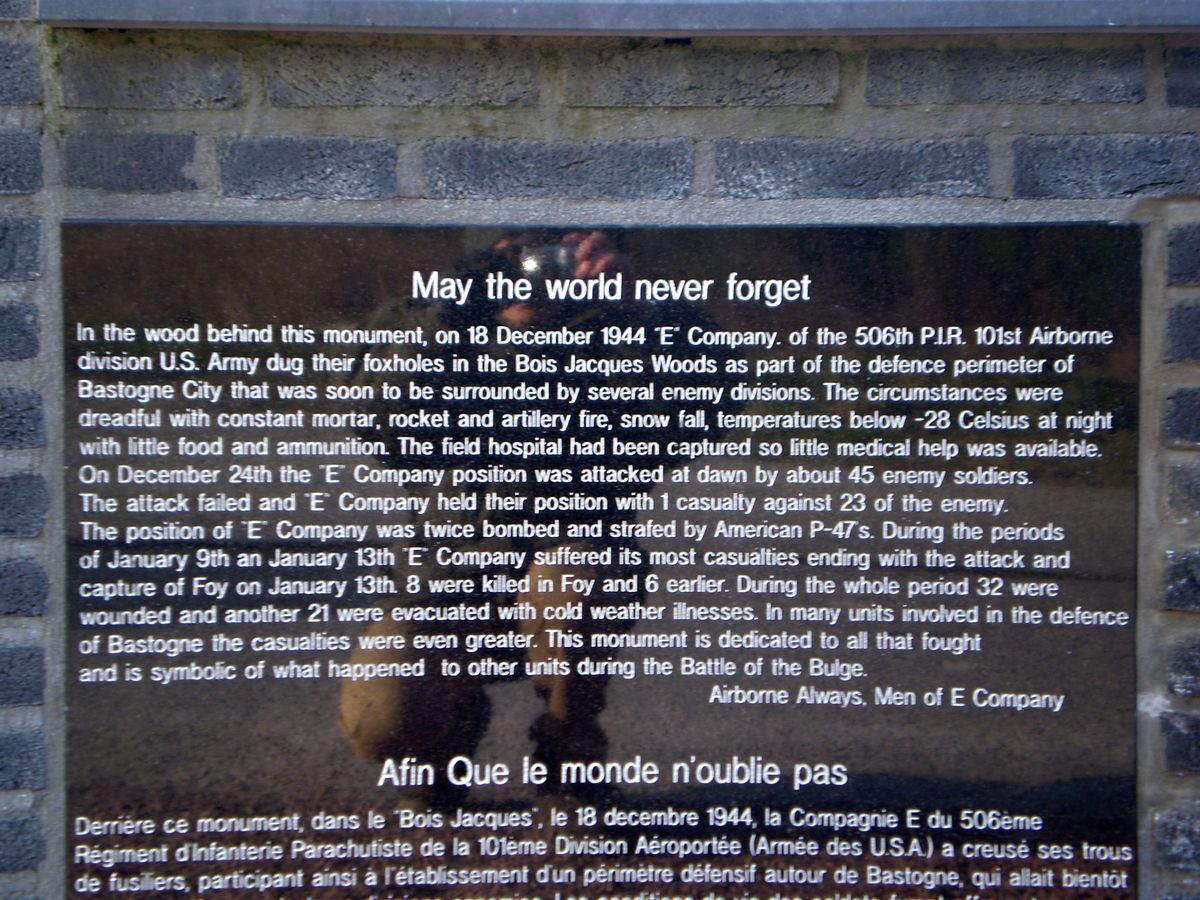 May the world never forget
In the wood behind this monument, on 18 December 1944 "E" Company. of the 506th P.I.R. 101st Airborne
division U.S. Army dug their foxholes in the Bois Jacques Woods as part of the defence perimeter of
Bastogne City that was soon to be surrounded by several enemy divisions. The circumstances were
dreadful with constant mortar, rocket and artillery fire, snow fall, temperatures below -28 Celsius at night
with little food and ammunition. The field hospital had been captured so little medical help was available.
On December 24th the "E" Company position was attacked at dawn by about 45 enemy soldiers.
The attack failed and "E" Company held their position with 1 casualty against 23 of the enemy.
The position of "E" Company was twice bombed and strafed by American P-47's. During the periods
of January 9th an January 13th "E" Company suffered its most casualties ending with the attack and
capture of Foy on January 13th. 8 were killed in Foy and 6 earlier. During the whole period 32 were
wounded and another 21 were evacuated with cold weather illnesses. In many units involved in the defence
of Bastogne the casualties were even greater. This monument is dedicated to all that fought
and is symbolic of what happened to other units during the Battle of the Bulge.
Airborne Always, Men of E Company
Afin Que le monde n'oublie pas
Derrière ce monument, dans le "Bois Jacques", le 18 decembre 1944, la Compagnie E du 506ème
Régiment d'Infanterie Parachutiste de la 101ème Division Aéroportée (Armée des U.S.A.) a creusé ses trous
de fusiliers, participant ainsi à l'établissement d'un périmètre défensif autour de Bastogne, qui allait bientôt